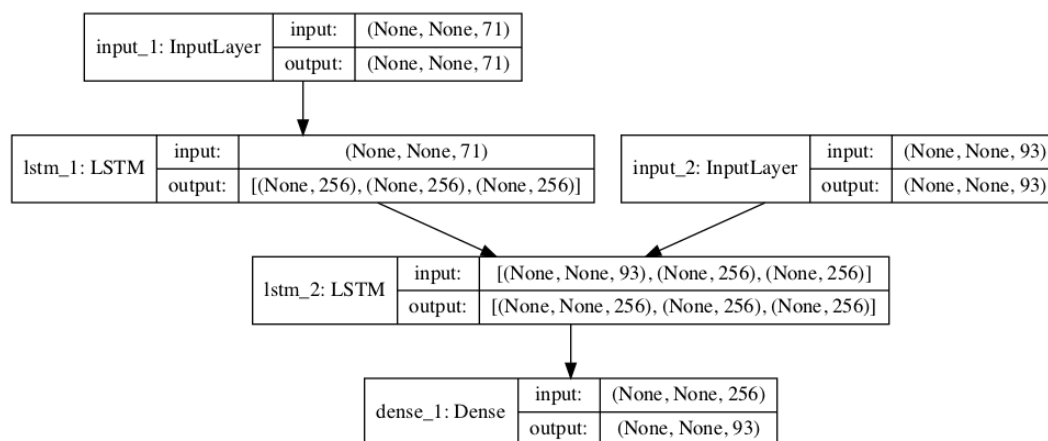 input_1: InputLayer
input: (None, None, 71)
output: (None, None, 71)
lstm_1: LSTM
input: (None, None, 71)
output: [(None, 256), (None, 256), (None, 256)]
input_2: InputLayer
input: (None, None, 93)
output: (None, None, 93)
lstm_2: LSTM
input: [(None, None, 93), (None, 256), (None, 256)]
output: [(None, None, 256), (None, 256), (None, 256)]
dense_1: Dense
input: (None, None, 256)
output: (None, None, 93)